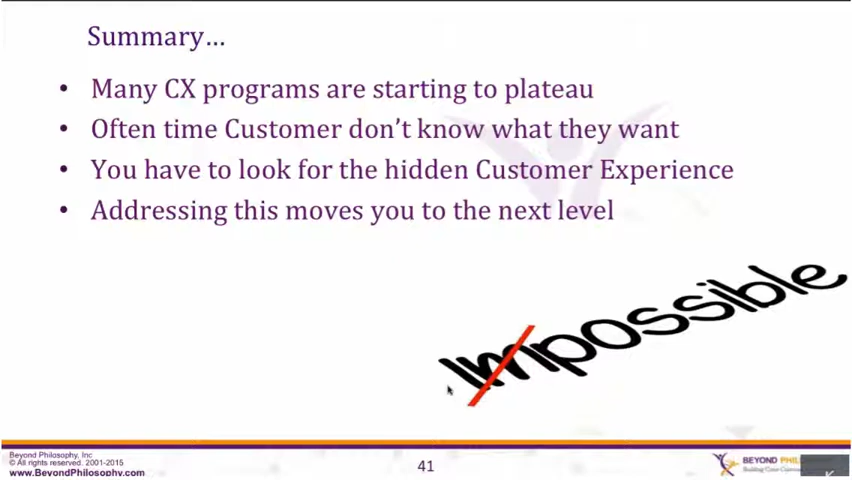 Summary…
• Many CX programs are starting to plateau
• Often time Customer don't know what they want
• You have to look for the hidden Customer Experience
• Addressing this moves you to the next level
Impossible
Beyond Philosophy, Inc
© All rights reserved. 2001-2015
www.BeyondPhilosophy.com
41
BEYOND